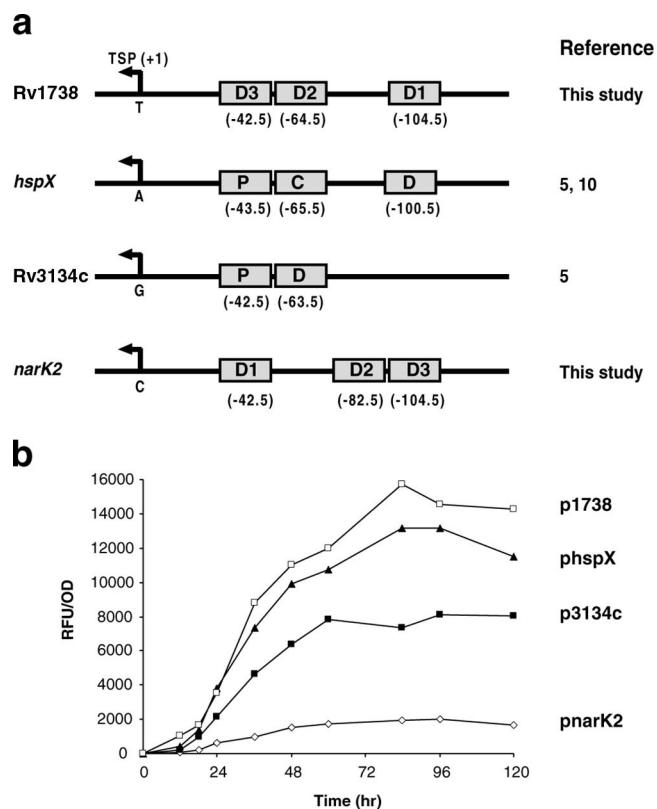 a
Reference
TSP (+1)
Rv1738 D3 D2 D1 This study
T (-42.5) (-64.5) (-104.5)
hspX P C D 5, 10
A (-43.5) (-65.5) (-100.5)
Rv3134c P D 5
G (-42.5) (-63.5)
narK2 D1 D2 D3 This study
C (-42.5) (-82.5) (-104.5)
b
16000
14000
12000
10000
8000
6000
4000
2000
0
RFU/OD
0 24 48 72 96 120
Time (hr)
p1738
phspX
p3134c
pnarK2